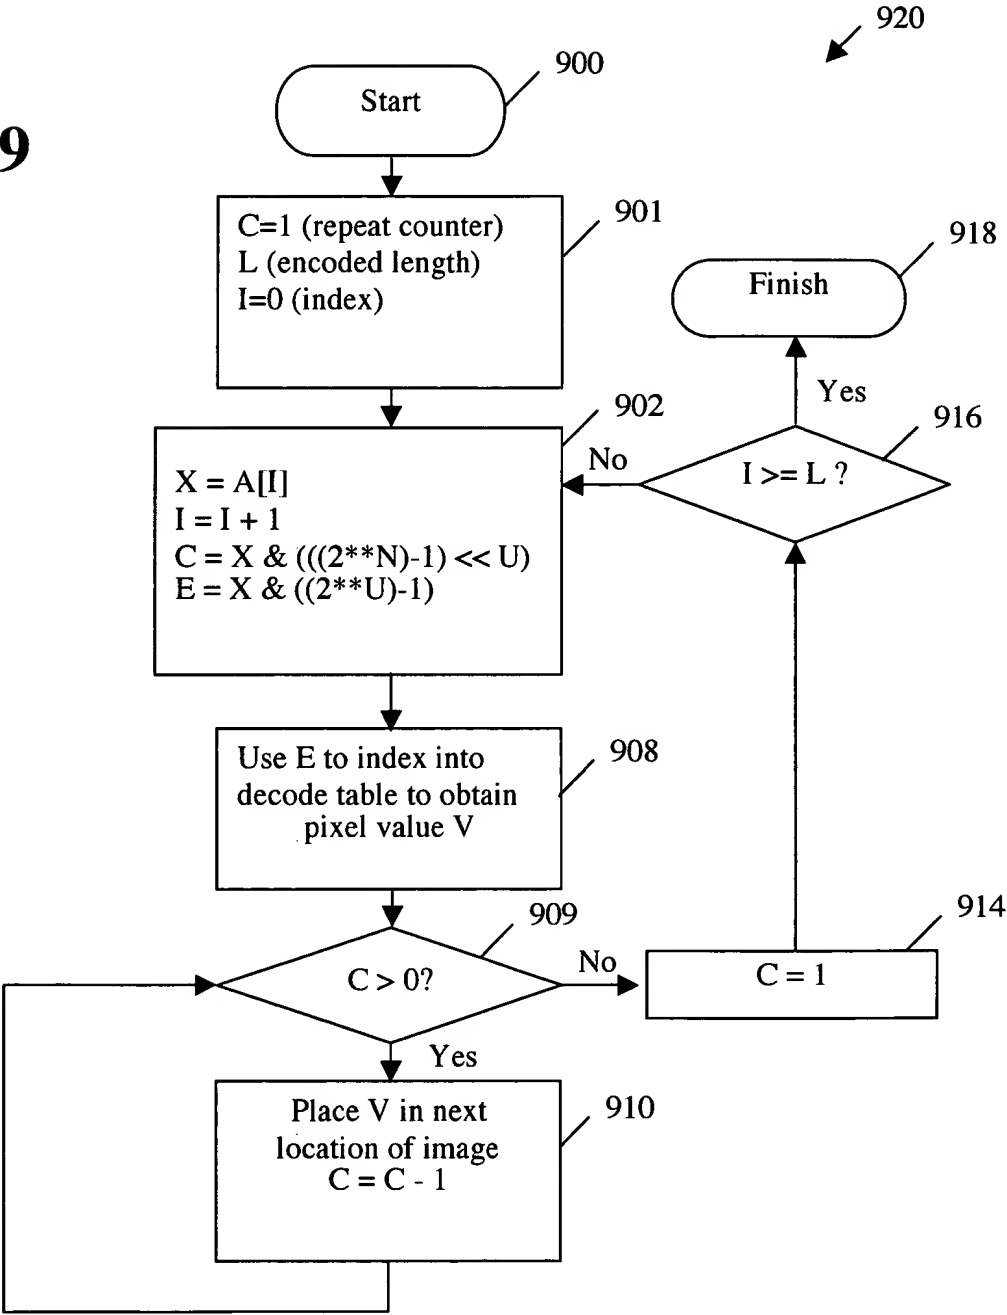 920
9
900
Start
901
C=1 (repeat counter)
L (encoded length)
I=0 (index)
918
Finish
Yes
902
916
No
I >= L ?
X = A[I]
I = I + 1
C = X & (((2**N)-1) << U)
E = X & ((2**U)-1)
908
Use E to index into
decode table to obtain
pixel value V
909
C > 0?
No
914
C = 1
Yes
910
Place V in next
location of image
C = C - 1